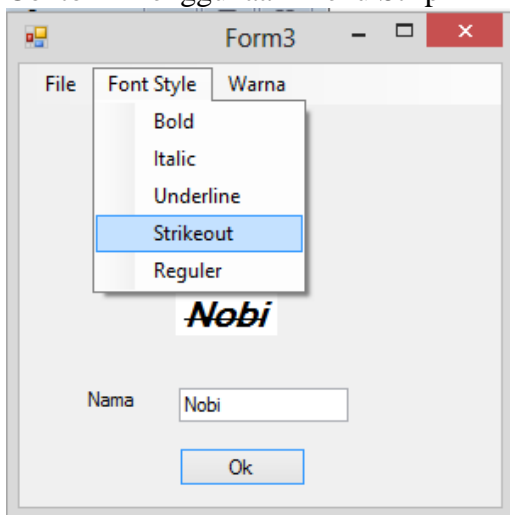 Form3
File Font Style Warna
Bold
Italic
Underline
Strikeout
Reguler
Nobi
Nama Nobi
Ok